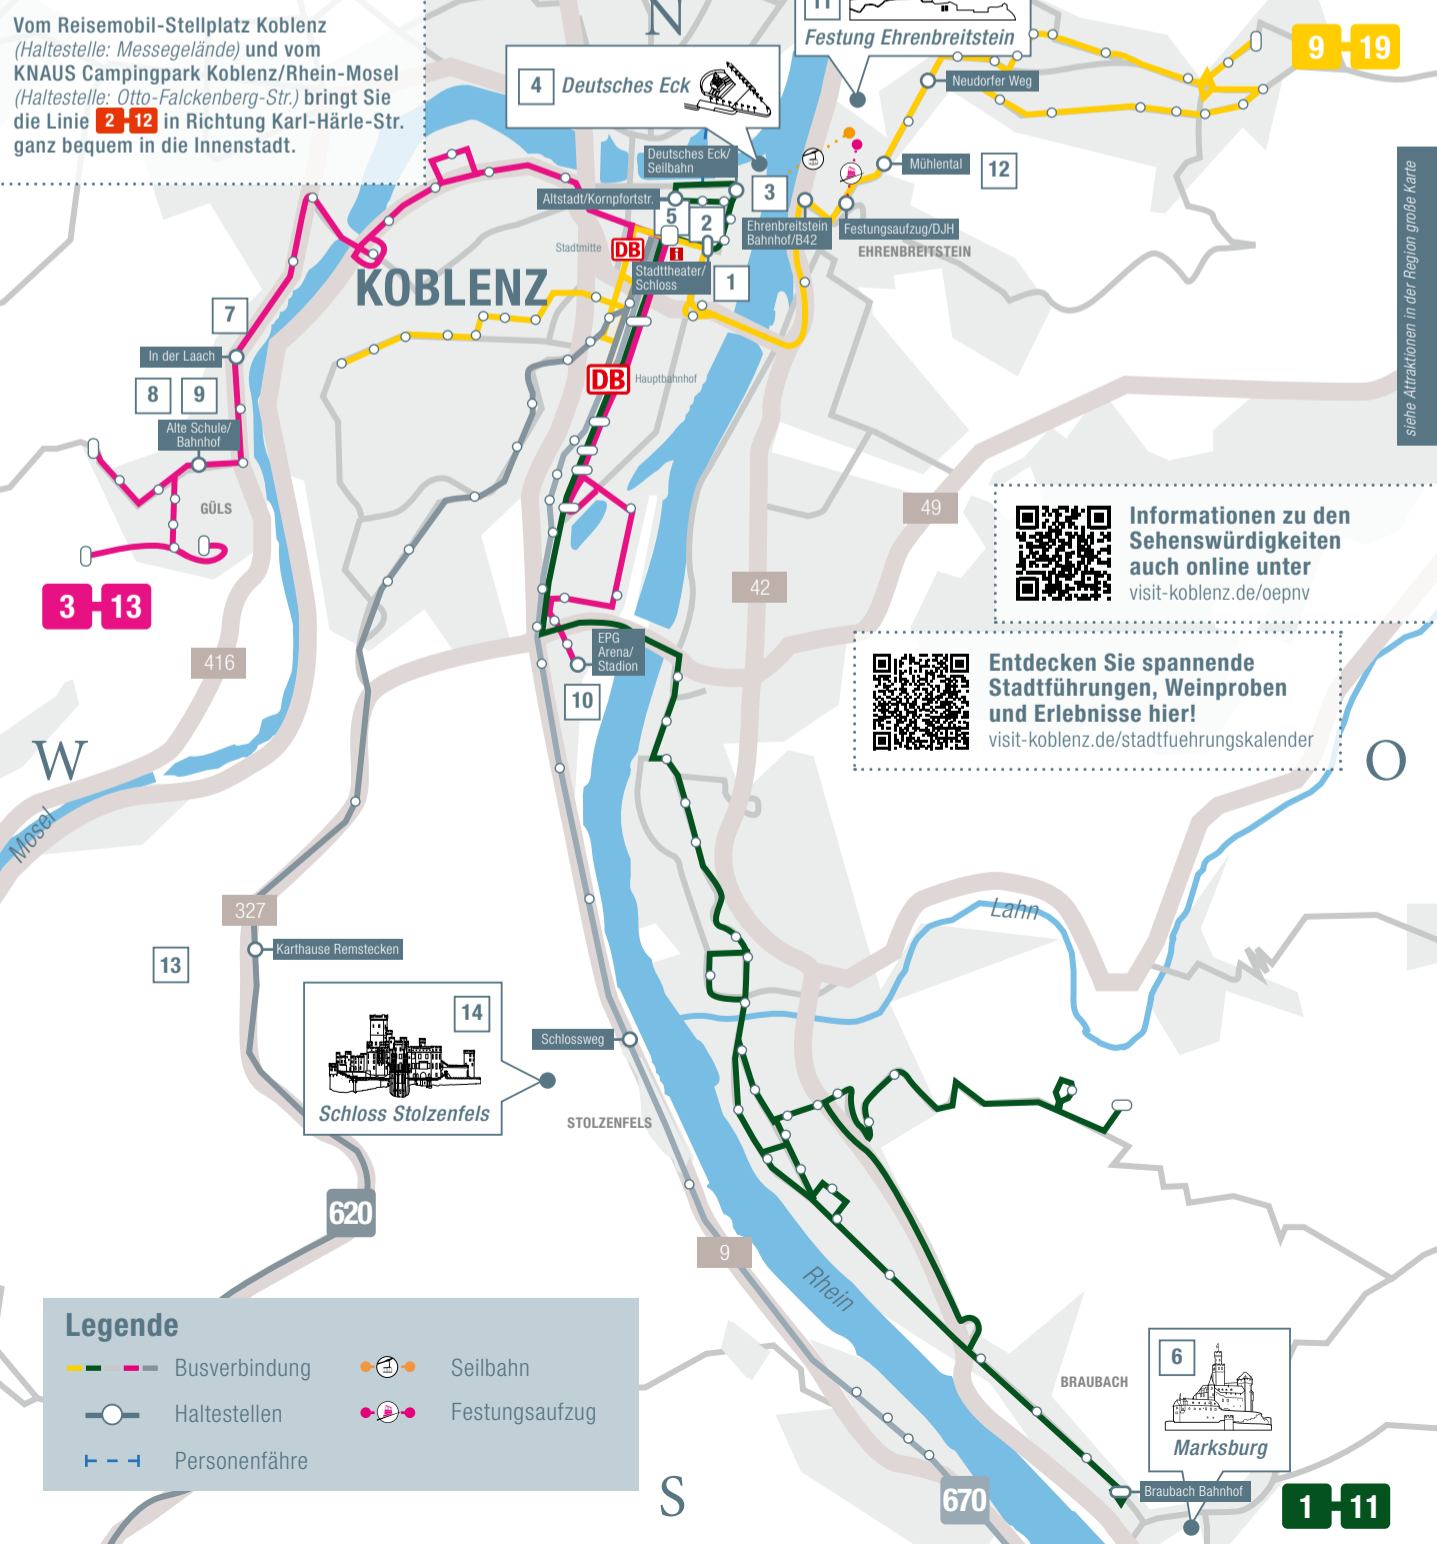 Vom Reisemobil-Stellplatz Koblenz
(Haltestelle: Messegelände) und vom
KNAUS Campingpark Koblenz/Rhein-Mosel
(Haltestelle: Otto-Falckenberg-Str.) bringt Sie
die Linie 2 12 in Richtung Karl-Härle-Str.
ganz bequem in die Innenstadt.
N
11
Festung Ehrenbreitstein
9 19
4 Deutsches Eck
Neudorfer Weg
Deutsches Eck/
Seilbahn
Mühlental
12
3
Altstadt/Kornpfortstr.
5
2
Ehrenbreitstein
Bahnhof/B42
Festungsaufzug/DJH
EHRENBREITSTEIN
Stadtmitte
DB
i
Stadttheater/
Schloss
1
KOBLENZ
siehe Attraktionen in der Region große Karte
7
In der Laach
8
9
DB
Hauptbahnhof
Alte Schule/
Bahnhof
GÜLS
49
Informationen zu den
Sehenswürdigkeiten
auch online unter
visit-koblenz.de/oepnv
3 13
42
416
EPG
Arena/
Stadion
10
Entdecken Sie spannende
Stadtführungen, Weinproben
und Erlebnisse hier!
visit-koblenz.de/stadtfuehrungskalender
W
O
Mosel
327
Lahn
Karthause Remstecken
13
14
Schloss Stolzenfels
Schlossweg
STOLZENFELS
620
9
Rhein
Legende
Busverbindung
Seilbahn
Haltestellen
Festungsaufzug
Personenfähre
S
6
Marksburg
BRAUBACH
670
Braubach Bahnhof
1 11